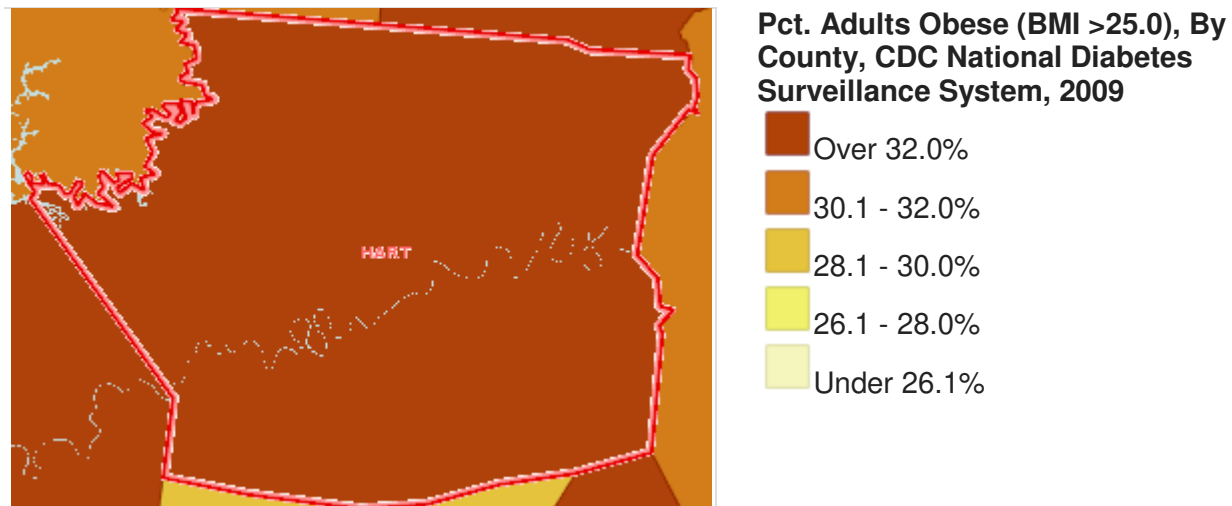 Pct. Adults Obese (BMI >25.0), By
County, CDC National Diabetes
Surveillance System, 2009
Over 32.0%
30.1 - 32.0%
28.1 - 30.0%
26.1 - 28.0%
Under 26.1%
HART